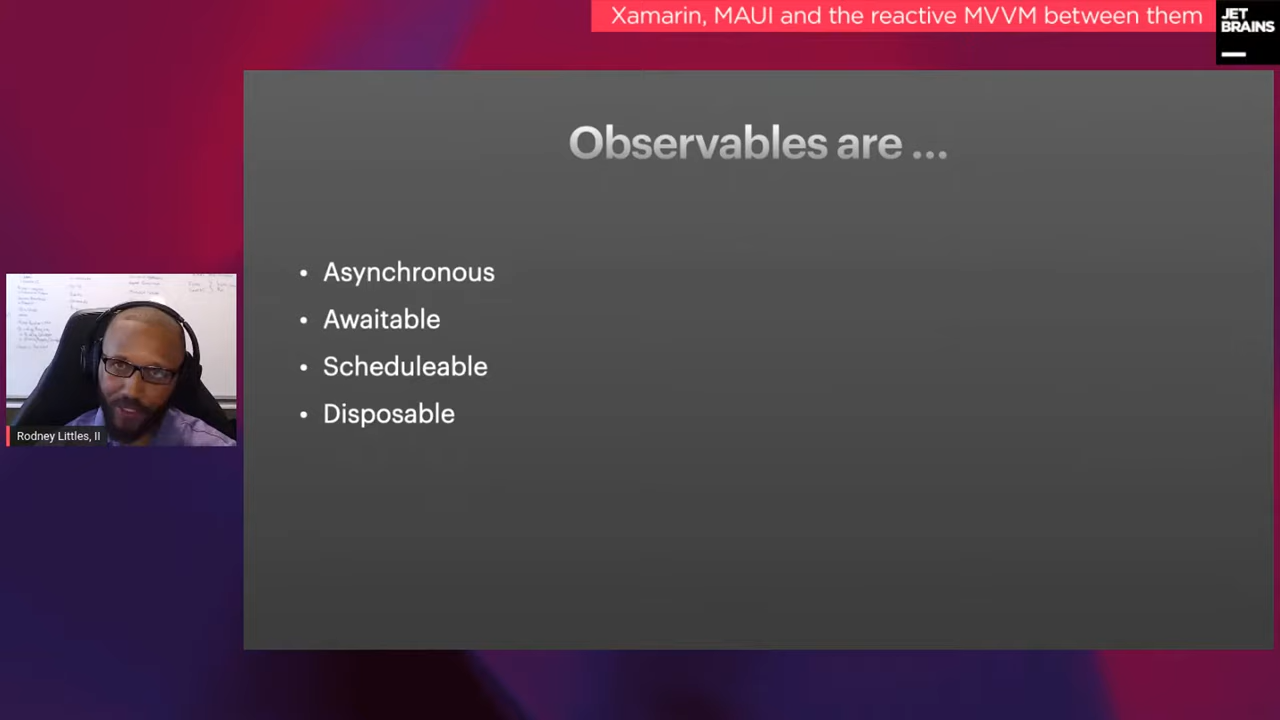 Xamarin, MAUI and the reactive MVVM between them
JET
BRAINS
Observables are ...
• Asynchronous
• Awaitable
• Scheduleable
• Disposable
Rodney Littles, II